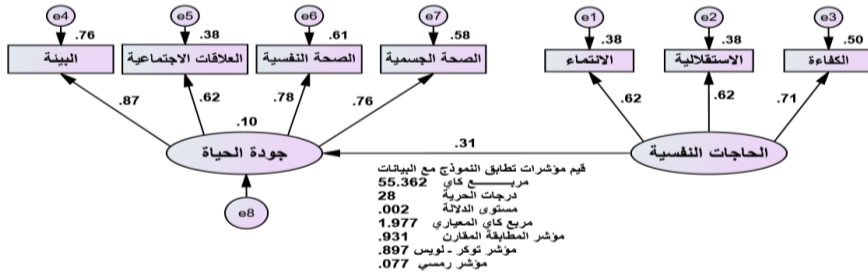 e4 e5 e6 e7 e1 e2 e3
.76 .38 .61 .58 .38 .38 .50
البيئة العلاقات الاجتماعية الصحة النفسية الصحة الجسمية الانتماء الاستقلالية الكفاءة
.87 .62 .78 .76 .62 .62 .71
.10
جودة الحياة .31 الحاجات النفسية
e8
قيم مؤشرات تطابق النموذج مع البيانات
مربـــــــع كاي 55.362
درجات الحرية 28
مستوى الدلالة .002
مربع كاي المعياري 1.977
مؤشر المطابقة المقارن .931
مؤشر توكر - لويس .897
مؤشر رمسي .077